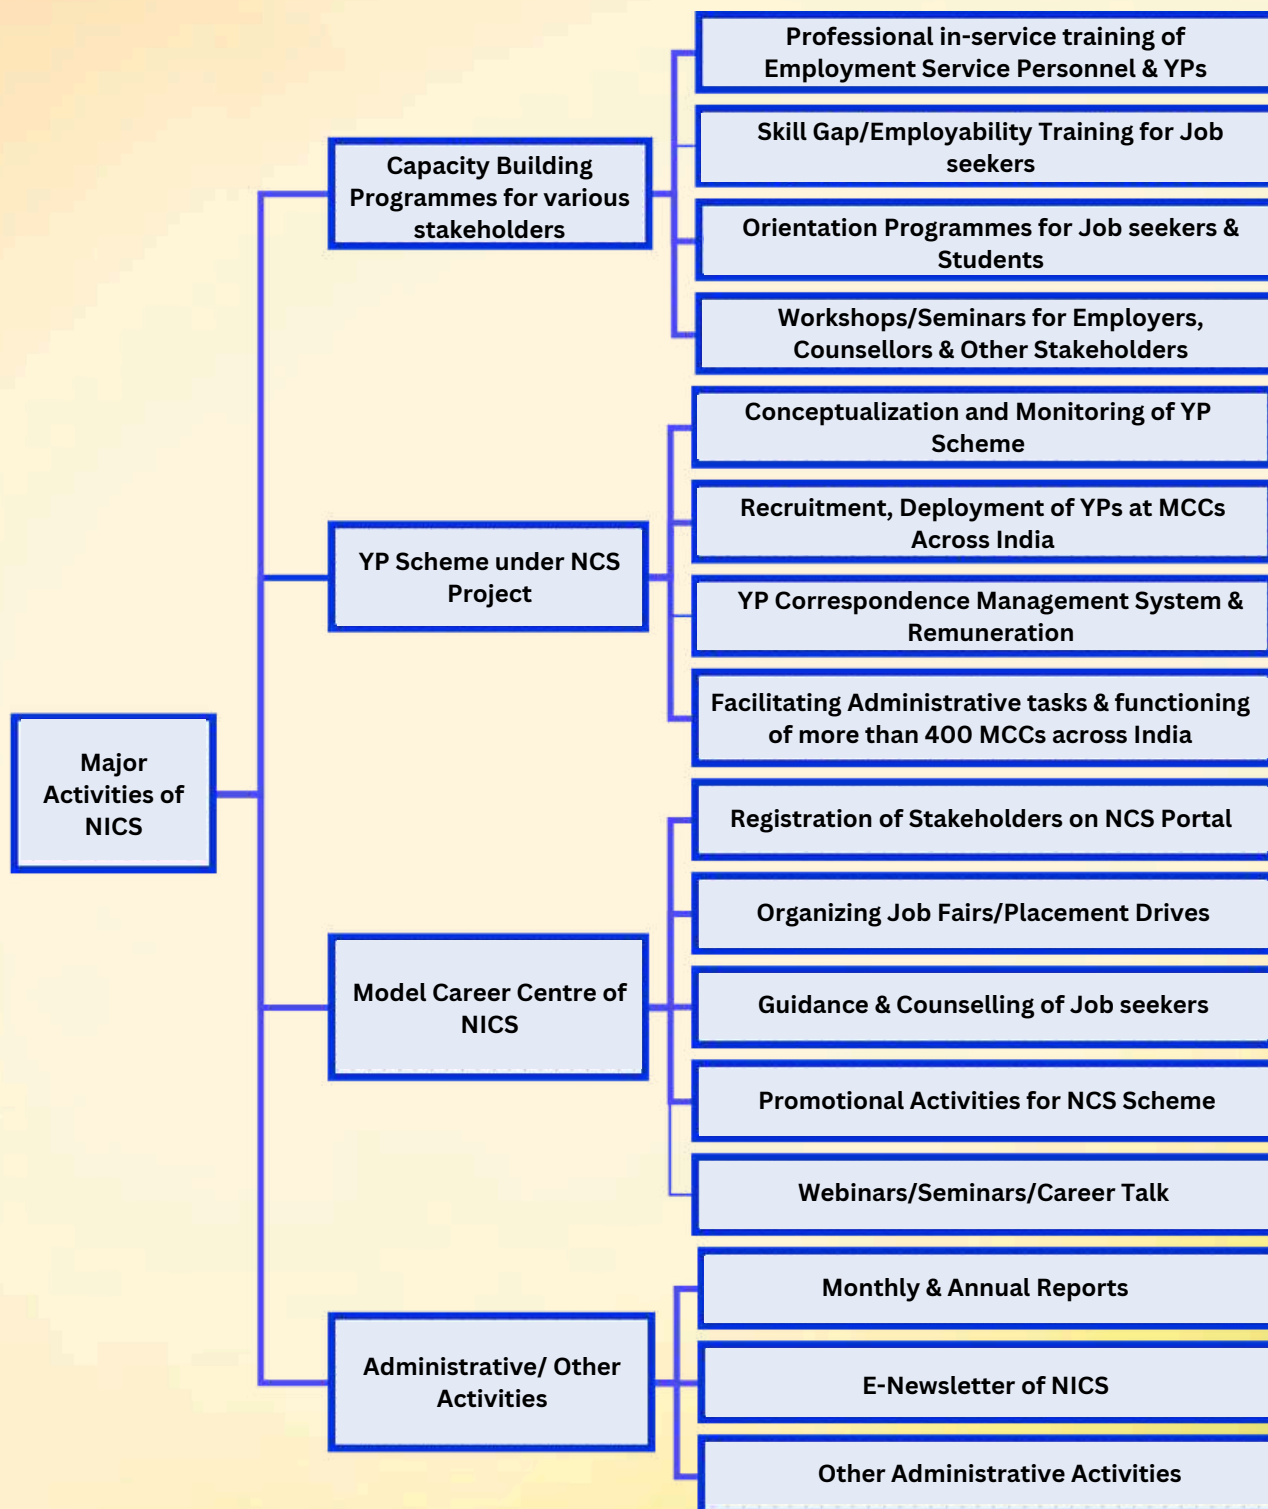 Major
Activities of
NICS
Capacity Building
Programmes for various
stakeholders
Professional in-service training of
Employment Service Personnel & YPs
Skill Gap/Employability Training for Job
seekers
Orientation Programmes for Job seekers &
Students
Workshops/Seminars for Employers,
Counsellors & Other Stakeholders
YP Scheme under NCS
Project
Conceptualization and Monitoring of YP
Scheme
Recruitment, Deployment of YPs at MCCs
Across India
YP Correspondence Management System &
Remuneration
Facilitating Administrative tasks & functioning
of more than 400 MCCs across India
Model Career Centre of
NICS
Registration of Stakeholders on NCS Portal
Organizing Job Fairs/Placement Drives
Guidance & Counselling of Job seekers
Promotional Activities for NCS Scheme
Webinars/Seminars/Career Talk
Administrative/ Other
Activities
Monthly & Annual Reports
E-Newsletter of NICS
Other Administrative Activities